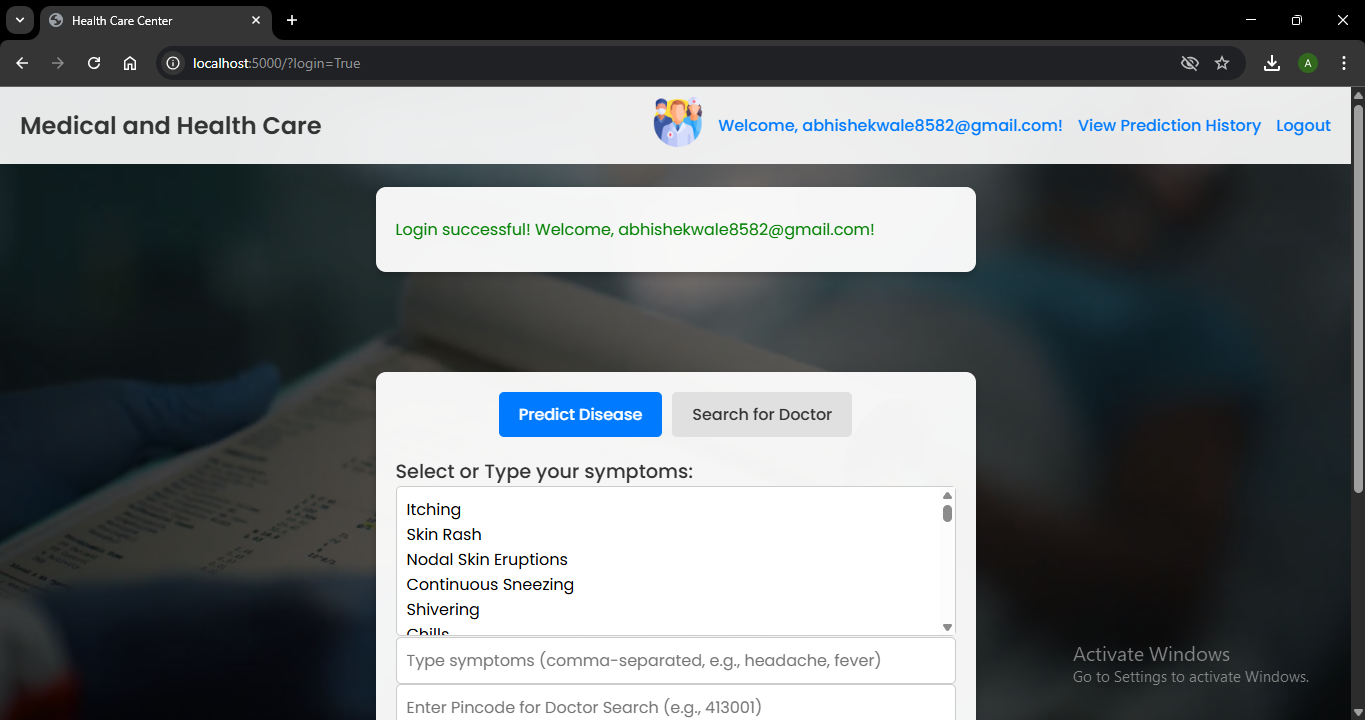 Health Care Center
localhost:5000/?login=True
A
Medical and Health Care
Welcome, abhishekwale8582@gmail.com! View Prediction History Logout
Login successful! Welcome, abhishekwale8582@gmail.com!
Predict Disease Search for Doctor
Select or Type your symptoms:
Itching
Skin Rash
Nodal Skin Eruptions
Continuous Sneezing
Shivering
Chills
Type symptoms (comma-separated, e.g., headache, fever)
Enter Pincode for Doctor Search (e.g., 413001)
Activate Windows
Go to Settings to activate Windows.